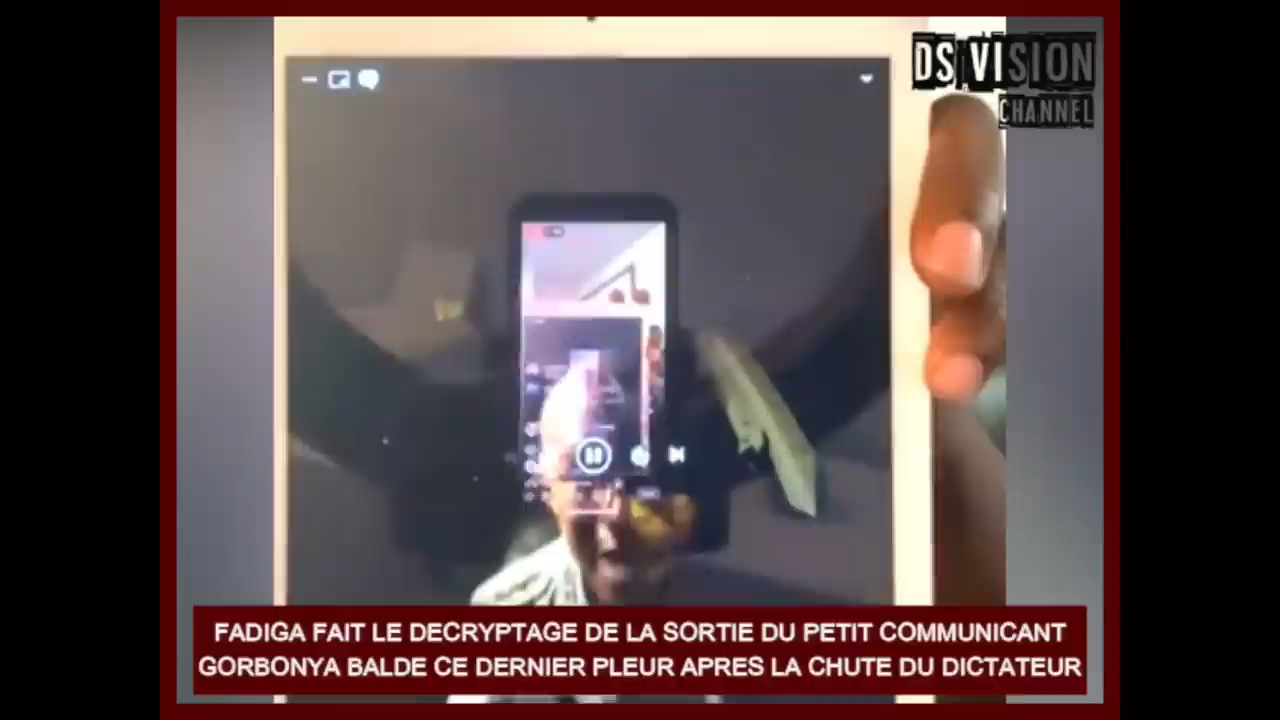 DS VISION
CHANNEL
FADIGA FAIT LE DECRYPTAGE DE LA SORTIE DU PETIT COMMUNICANT
GORBONYA BALDE CE DERNIER PLEUR APRES LA CHUTE DU DICTATEUR